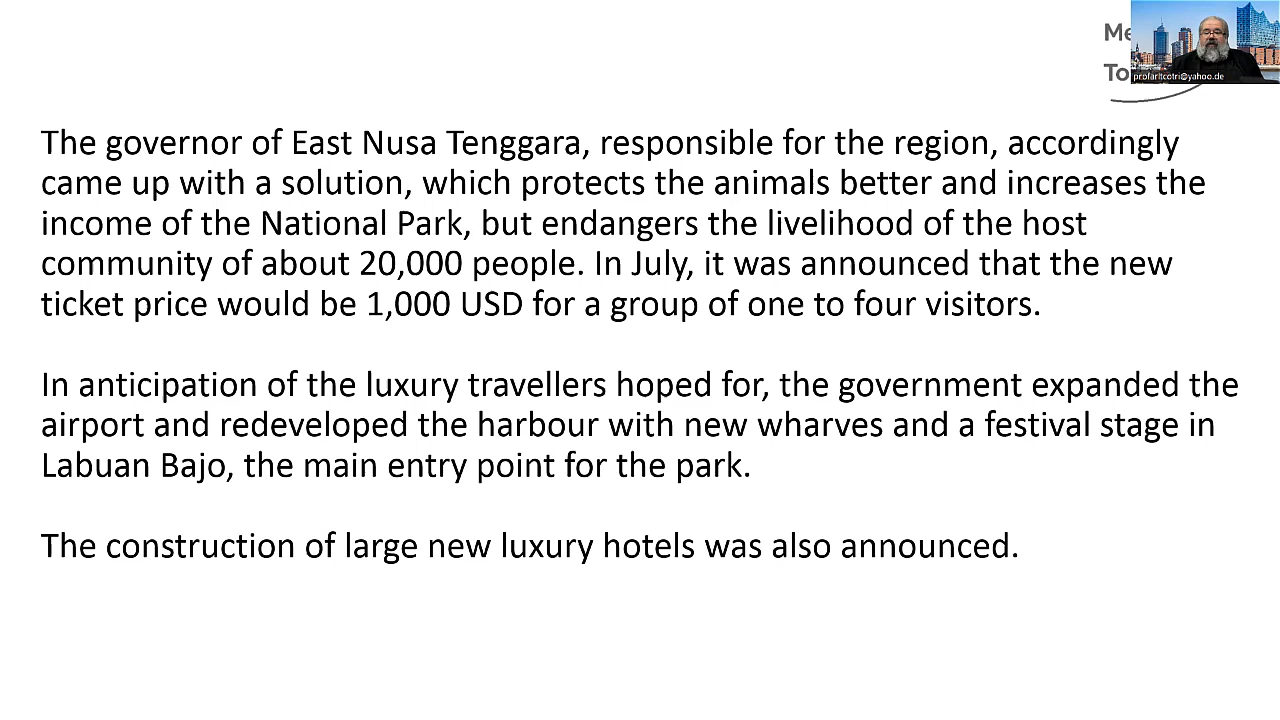 The governor of East Nusa Tenggara, responsible for the region, accordingly
came up with a solution, which protects the animals better and increases the
income of the National Park, but endangers the livelihood of the host
community of about 20,000 people. In July, it was announced that the new
ticket price would be 1,000 USD for a group of one to four visitors.
In anticipation of the luxury travellers hoped for, the government expanded the
airport and redeveloped the harbour with new wharves and a festival stage in
Labuan Bajo, the main entry point for the park.
The construction of large new luxury hotels was also announced.